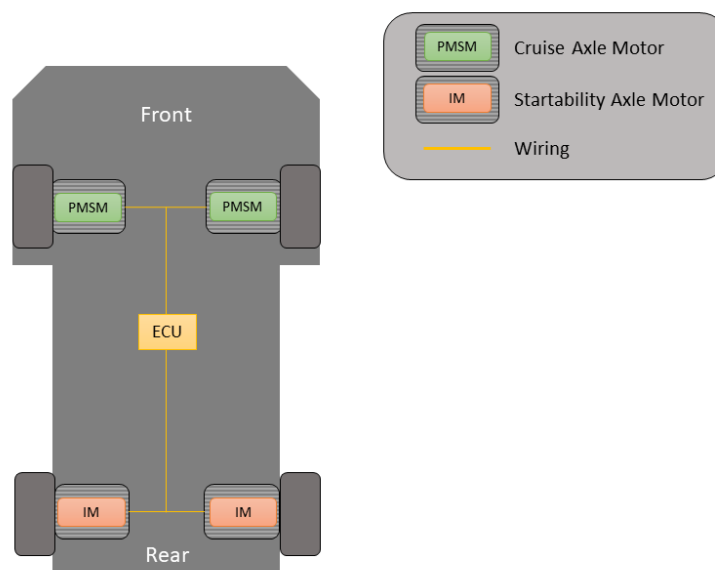 PMSM Cruise Axle Motor
IM Startability Axle Motor
Wiring
Front
PMSM PMSM
ECU
IM IM
Rear